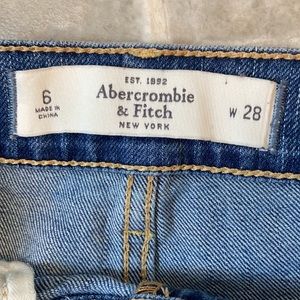 EST. 1892
6
Abercrombie
& Fitch
W 28
MADE IN
CHINA
NEW YORK